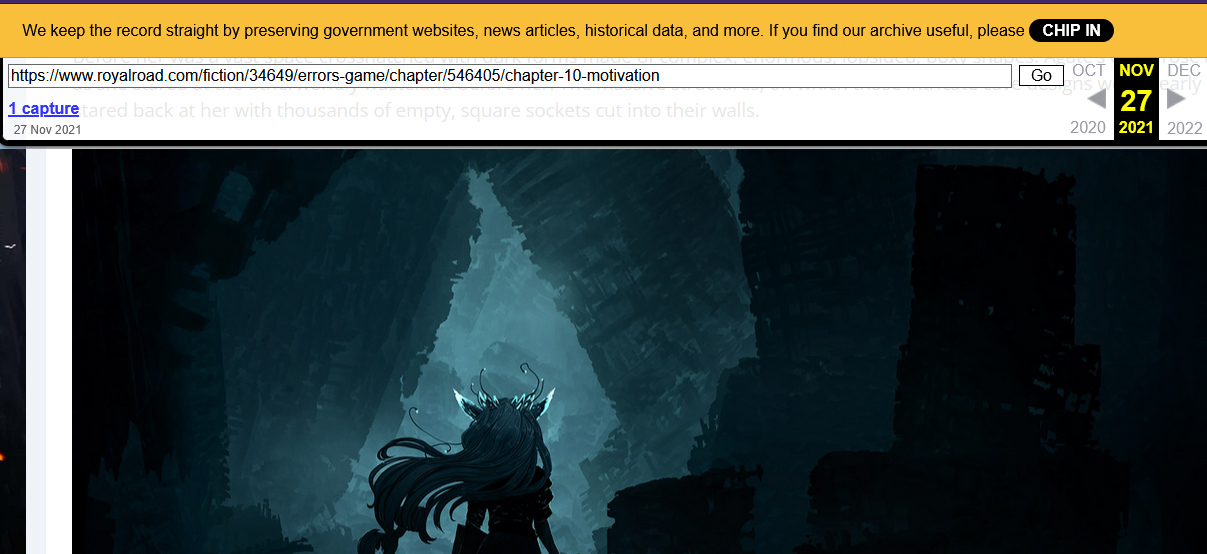 We keep the record straight by preserving government websites, news articles, historical data, and more. If you find our archive useful, please CHIP IN
https://www.royalroad.com/fiction/34649/errors-game/chapter/546405/chapter-10-motivation
Go
OCT NOV DEC
27
2020 2021 2022
1 capture
27 Nov 2021
tared back at her with thousands of empty, square sockets cut into their walls.